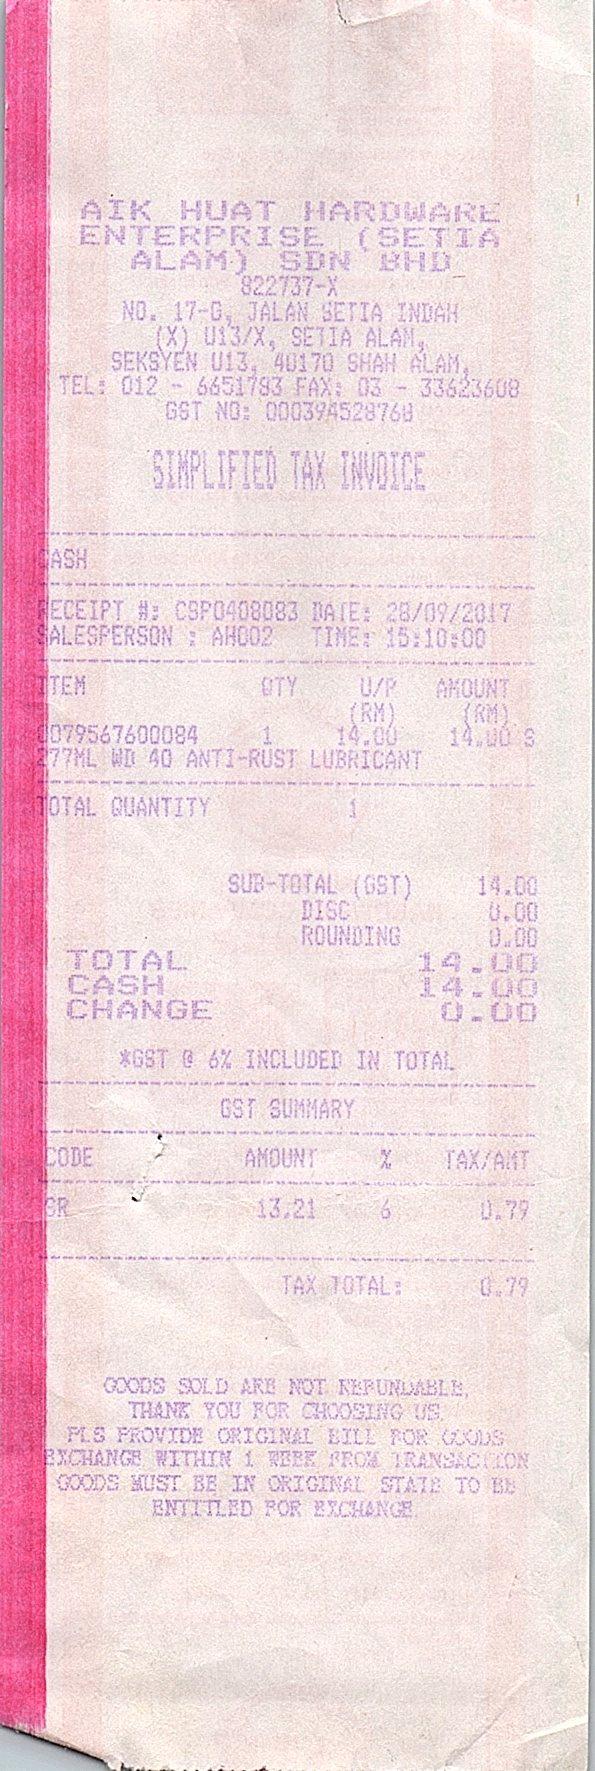 AIK HUAT HARDWARE
ENTERPRISE (SETIA
ALAM) SDN BHD
822737-X
NO. 17-G, JALAN SETIA INDAH
(X) U13/X, SETIA ALAM,
SEKSYEN U13, 40170 SHAH ALAM,
TEL: 012 - 6651783 FAX: 03 - 33623608
GST NO: 000394528768
SIMPLIFIED TAX INVOICE
CASH
RECEIPT #: CSP0408083 DATE: 28/09/2017
SALESPERSON : AH002 TIME: 15:10:00
ITEM QTY U/P AMOUNT
(RM) (RM)
0079567600084 1 14.00 14.00 S
277ML WD 40 ANTI-RUST LUBRICANT
TOTAL QUANTITY 1
SUB-TOTAL (GST) 14.00
DISC 0.00
ROUNDING 0.00
TOTAL 14.00
CASH 14.00
CHANGE 0.00
*GST @ 6% INCLUDED IN TOTAL
GST SUMMARY
CODE AMOUNT % TAX/AMT
SR 13.21 6 0.79
TAX TOTAL: 0.79
GOODS SOLD ARE NOT REFUNDABLE,
THANK YOU FOR CHOOSING US.
PLS PROVIDE ORIGINAL BILL FOR GOODS
EXCHANGE WITHIN 1 WEEK FROM TRANSACTION
GOODS MUST BE IN ORIGINAL STATE TO BE
ENTITLED FOR EXCHANGE.